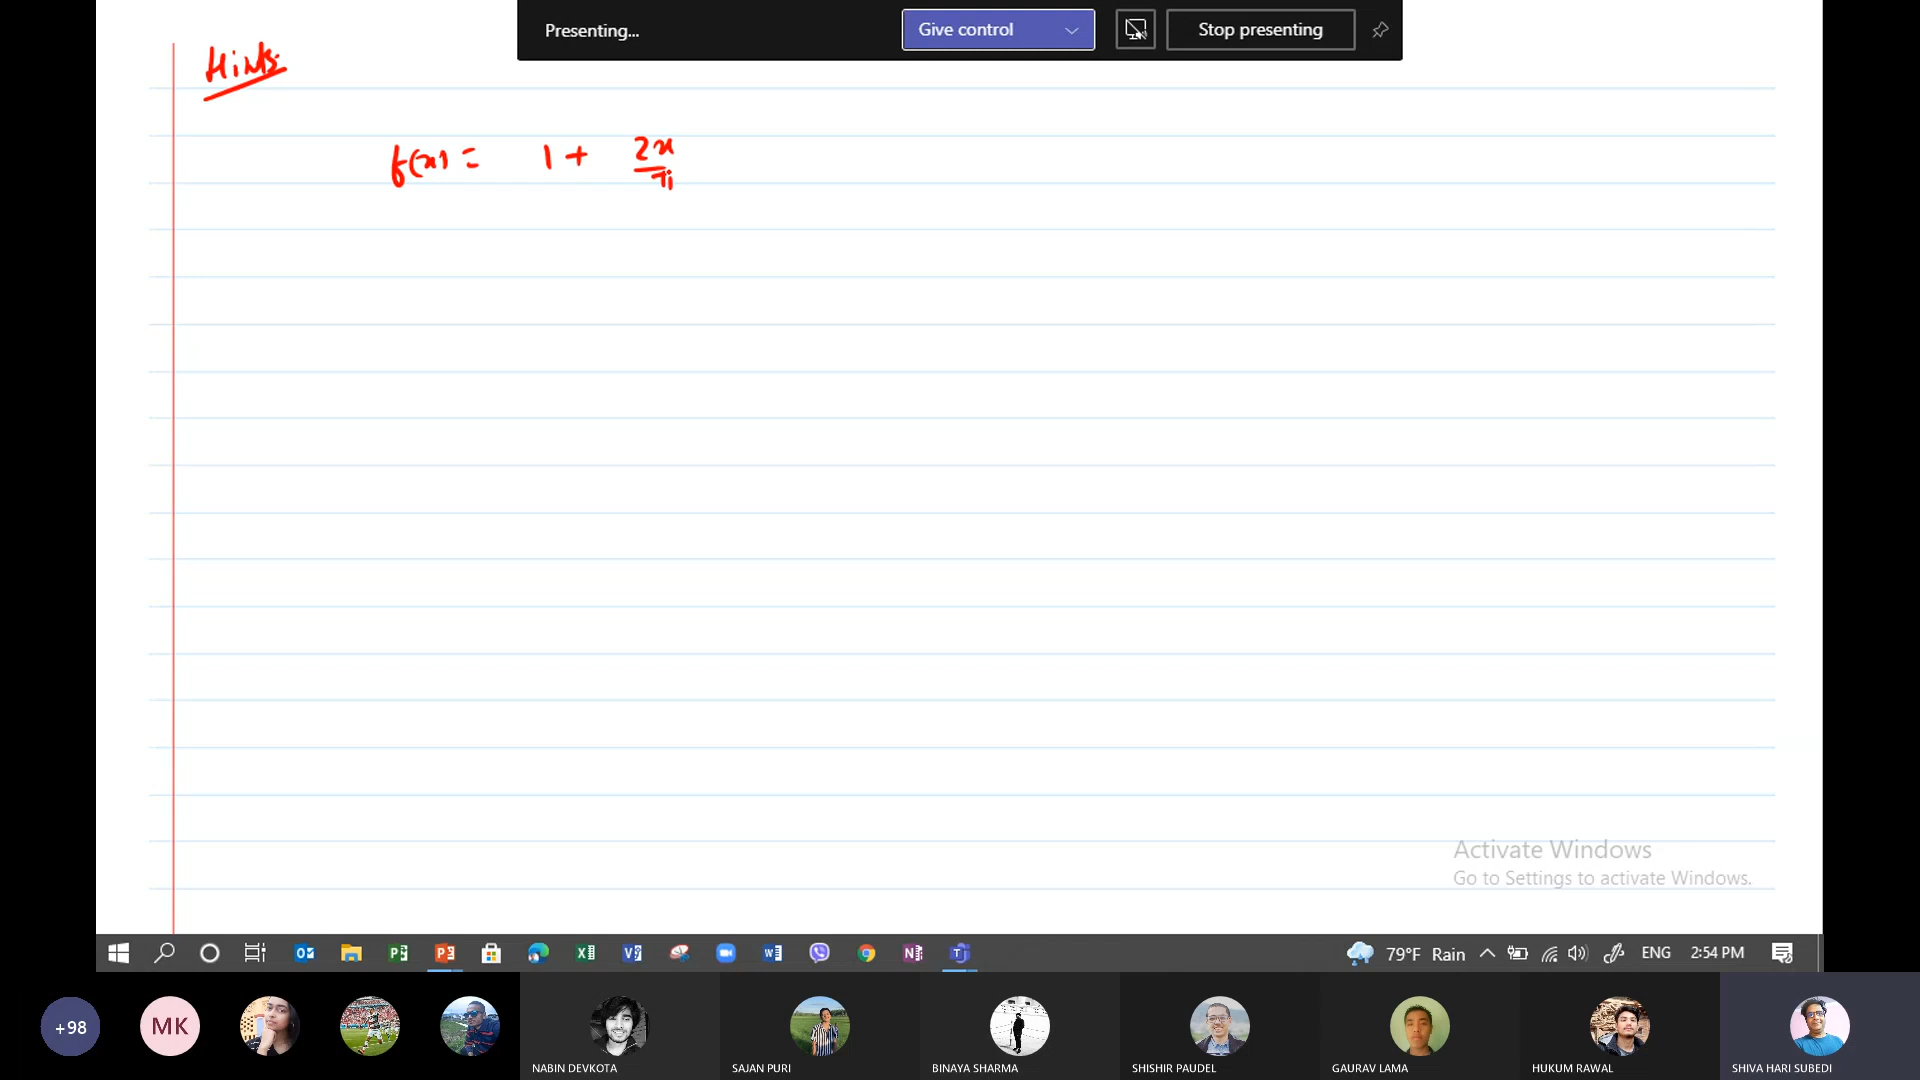 Presenting...
Give control
Stop presenting
Hints
f(x) = 1 + 2x/π
Activate Windows
Go to Settings to activate Windows.
79°F Rain
ENG
2:54 PM
+98
MK
NABIN DEVKOTA
SAJAN PURI
BINAYA SHARMA
SHISHIR PAUDEL
GAURAV LAMA
HUKUM RAWAL
SHIVA HARI SUBEDI